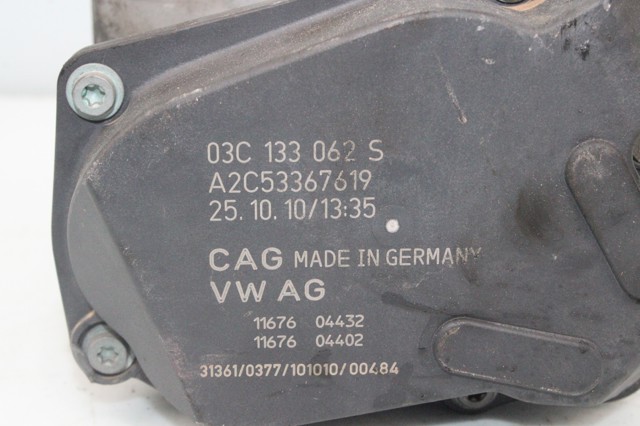 03C 133 062 S
A2C53367619
25.10.10/13:35
CAG MADE IN GERMANY
VW AG
11676 04432
11676 04402
31361/0377/101010/00484